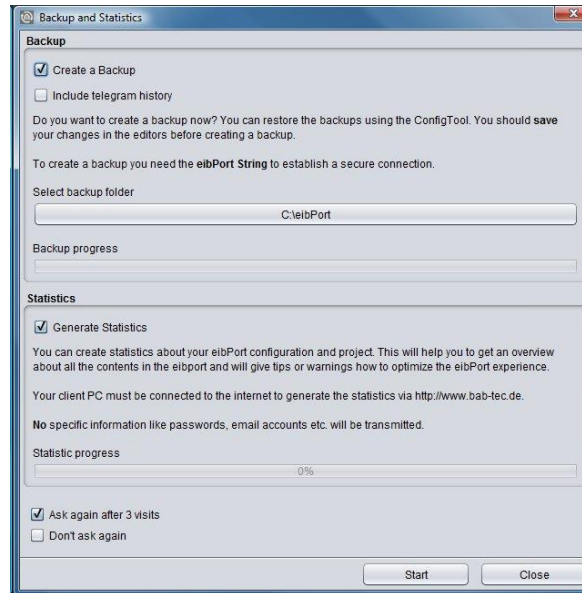 Backup and Statistics
Backup
Create a Backup
Include telegram history
Do you want to create a backup now? You can restore the backups using the ConfigTool. You should save
your changes in the editors before creating a backup.
To create a backup you need the eibPort String to establish a secure connection.
Select backup folder
C:\eibPort
Backup progress
Statistics
Generate Statistics
You can create statistics about your eibPort configuration and project. This will help you to get an overview
about all the contents in the eibport and will give tips or warnings how to optimize the eibPort experience.
Your client PC must be connected to the internet to generate the statistics via http://www.bab-tec.de.
No specific information like passwords, email accounts etc. will be transmitted.
Statistic progress
0%
Ask again after 3 visits
Don't ask again
Start Close